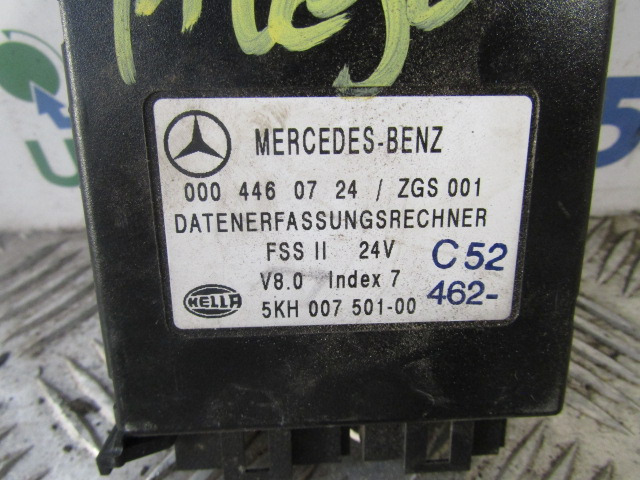 MERCEDES-BENZ
000 446 07 24 / ZGS 001
DATENERFASSUNGSRECHNER
FSS II 24V
C52
V8.0 Index 7
462-
HELLA
5KH 007 501-00